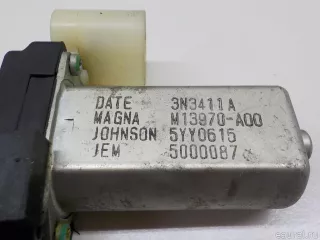 DATE 3N3411A
MAGNA M13970-A00
JOHNSON 5YY0615
JEM 5000087